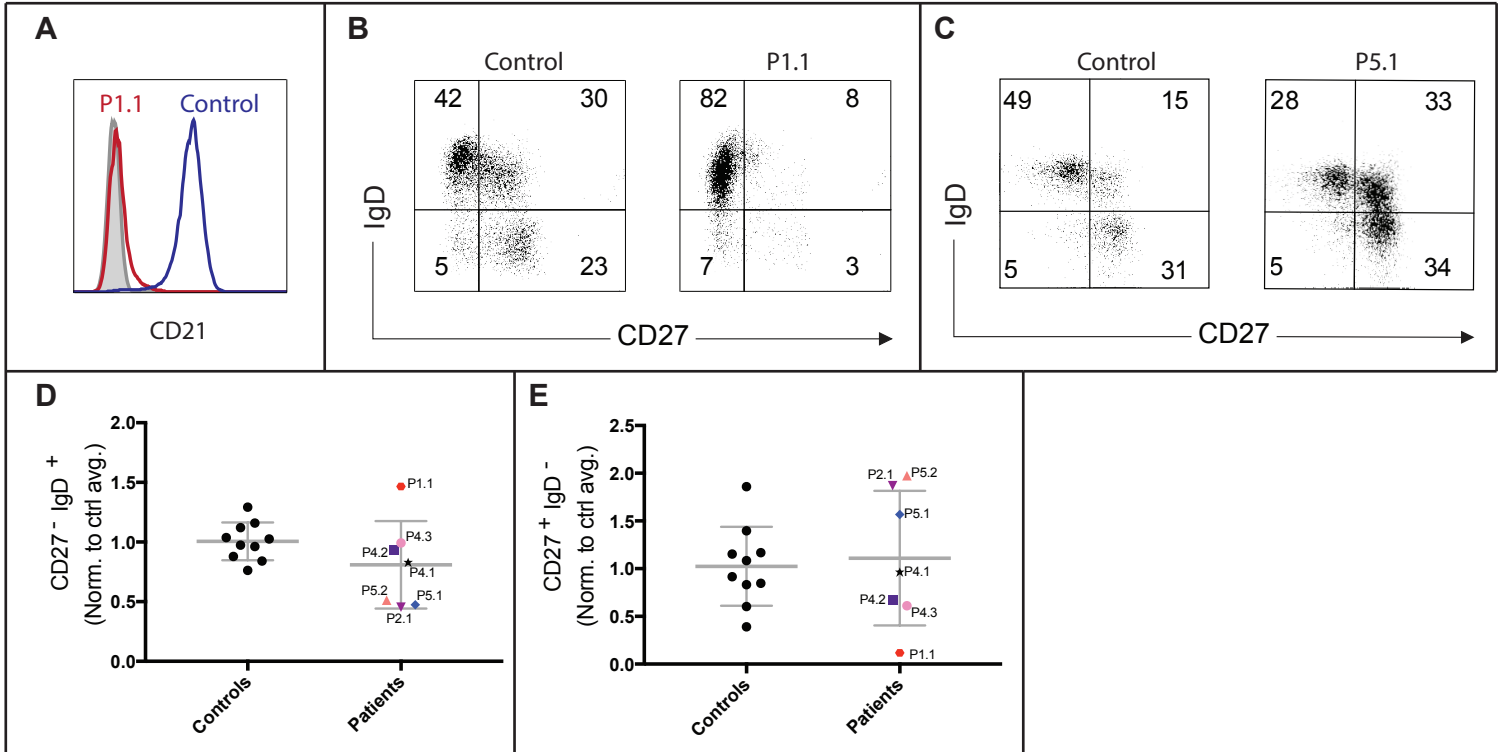 A
P1.1 Control
CD21
B
Control P1.1
42 30
5 23
82 8
7 3
IgD
CD27
C
Control P5.1
49 15
5 31
28 33
5 34
IgD
CD27
D
CD27 - IgD +
(Norm. to ctrl avg.)
2.0
1.5
1.0
0.5
0.0
P1.1
P4.3
P4.2
P4.1
P5.2
P5.1
P2.1
Controls
Patients
E
CD27 + IgD -
(Norm. to ctrl avg.)
2.5
2.0
1.5
1.0
0.5
0.0
P2.1
P5.2
P5.1
P4.1
P4.2
P4.3
P1.1
Controls
Patients